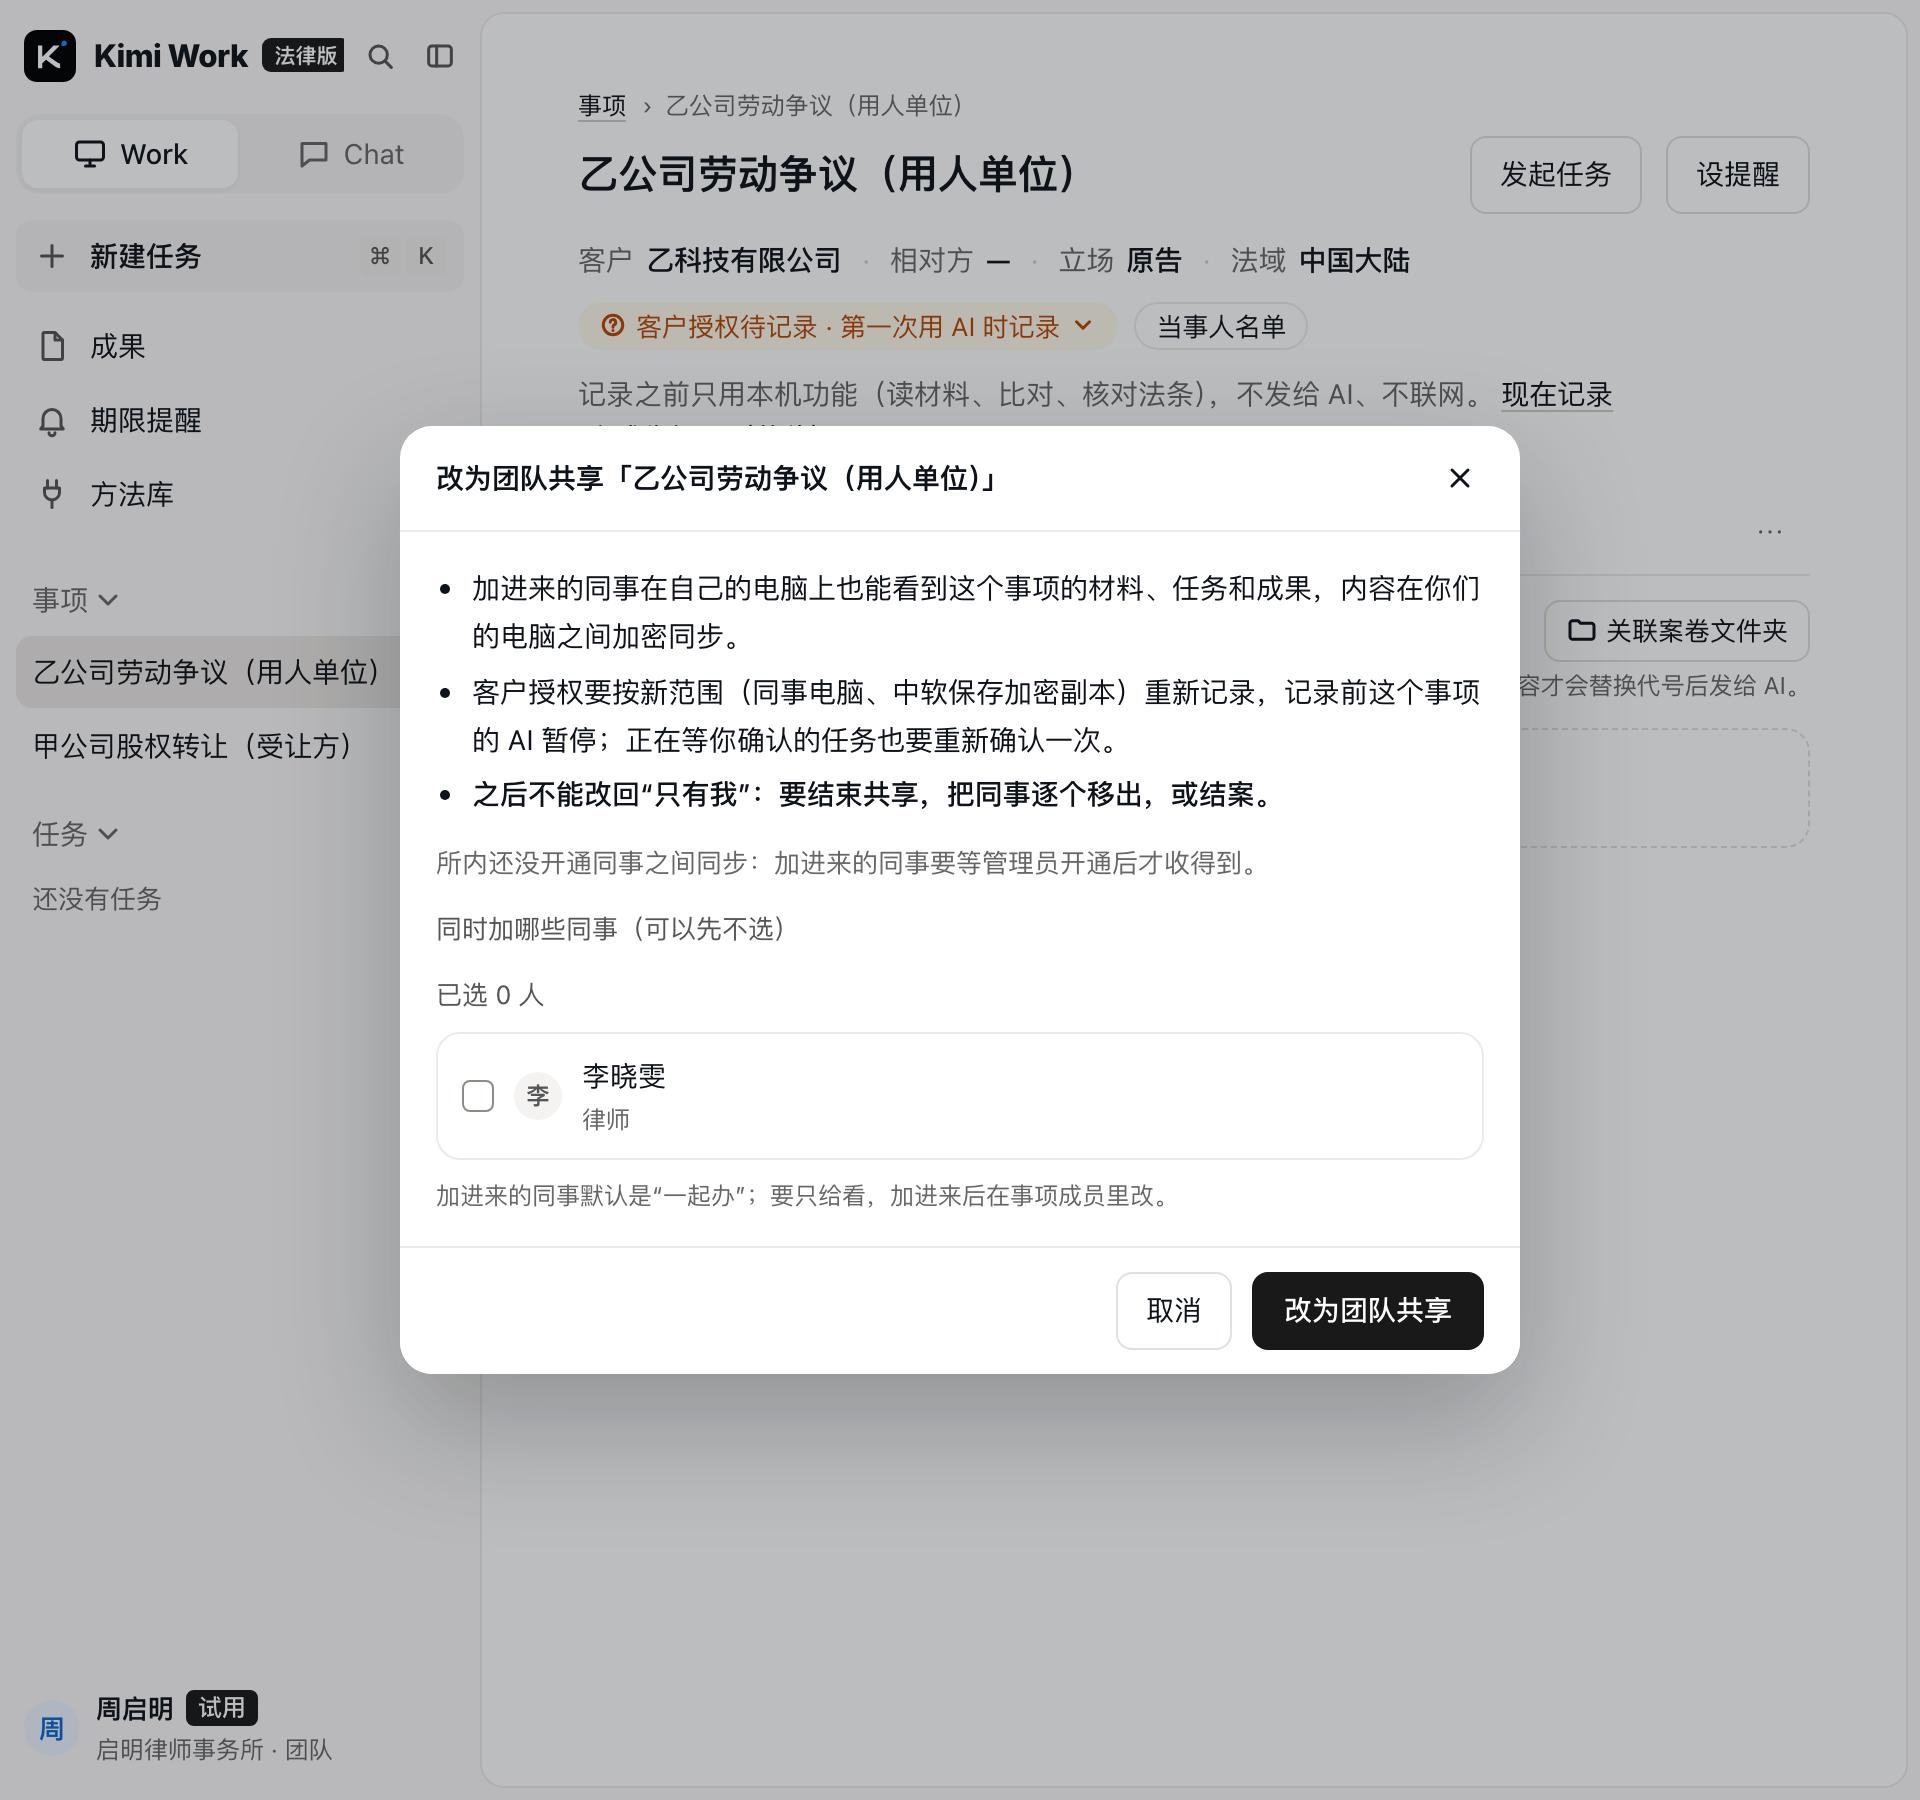 Kimi Work 法律版
Work
Chat
新建任务 ⌘ K
成果
期限提醒
方法库
事项
乙公司劳动争议（用人单位）
甲公司股权转让（受让方）
任务
还没有任务
周启明 试用
启明律师事务所 · 团队
事项 › 乙公司劳动争议（用人单位）
乙公司劳动争议（用人单位）
发起任务
设提醒
客户 乙科技有限公司 · 相对方 — · 立场 原告 · 法域 中国大陆
客户授权待记录 · 第一次用 AI 时记录
当事人名单
记录之前只用本机功能（读材料、比对、核对法条），不发给 AI、不联网。 现在记录
…
关联案卷文件夹
容才会替换代号后发给 AI。
改为团队共享「乙公司劳动争议（用人单位）」
• 加进来的同事在自己的电脑上也能看到这个事项的材料、任务和成果，内容在你们
的电脑之间加密同步。
• 客户授权要按新范围（同事电脑、中软保存加密副本）重新记录，记录前这个事项
的 AI 暂停；正在等你确认的任务也要重新确认一次。
• 之后不能改回“只有我”：要结束共享，把同事逐个移出，或结案。
所内还没开通同事之间同步：加进来的同事要等管理员开通后才收得到。
同时加哪些同事（可以先不选）
已选 0 人
李
李晓雯
律师
加进来的同事默认是“一起办”；要只给看，加进来后在事项成员里改。
取消
改为团队共享
周